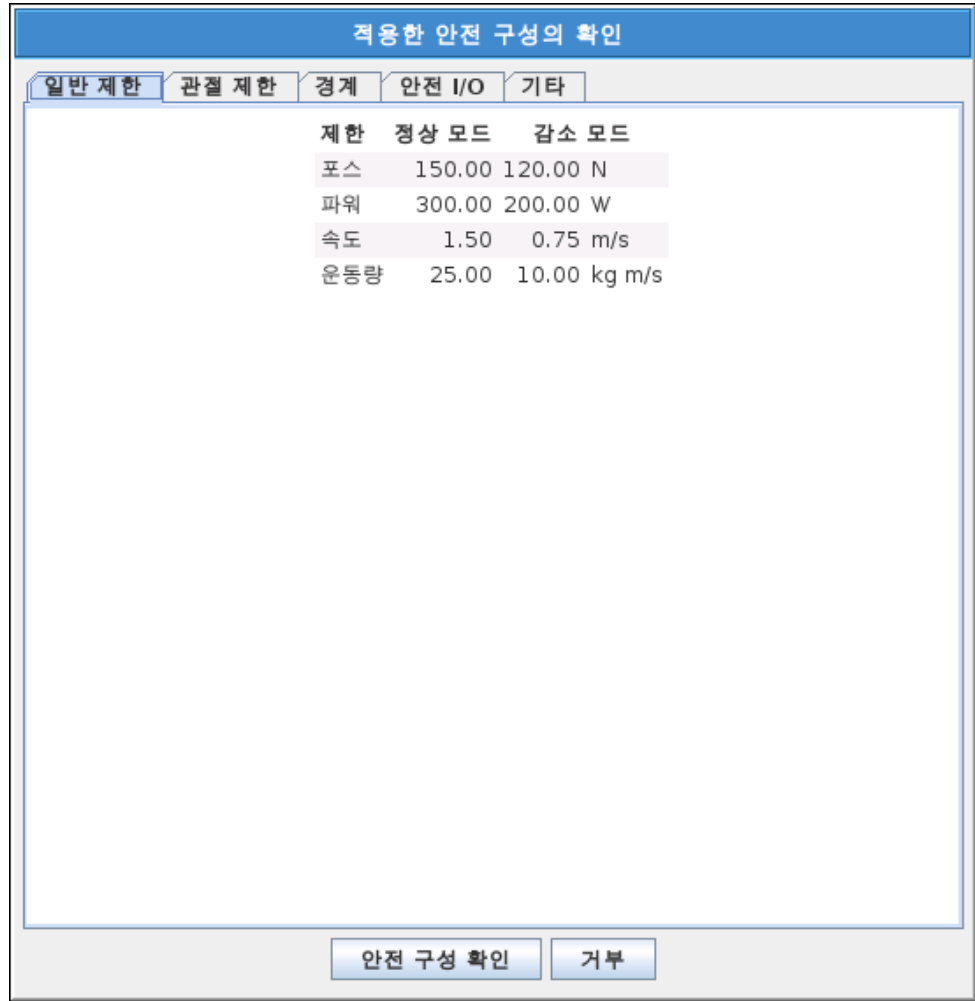 적용한 안전 구성의 확인
일반 제한 관절 제한 경계 안전 I/O 기타
제한 정상 모드 감소 모드
포스 150.00 120.00 N
파워 300.00 200.00 W
속도 1.50 0.75 m/s
운동량 25.00 10.00 kg m/s
안전 구성 확인 거부